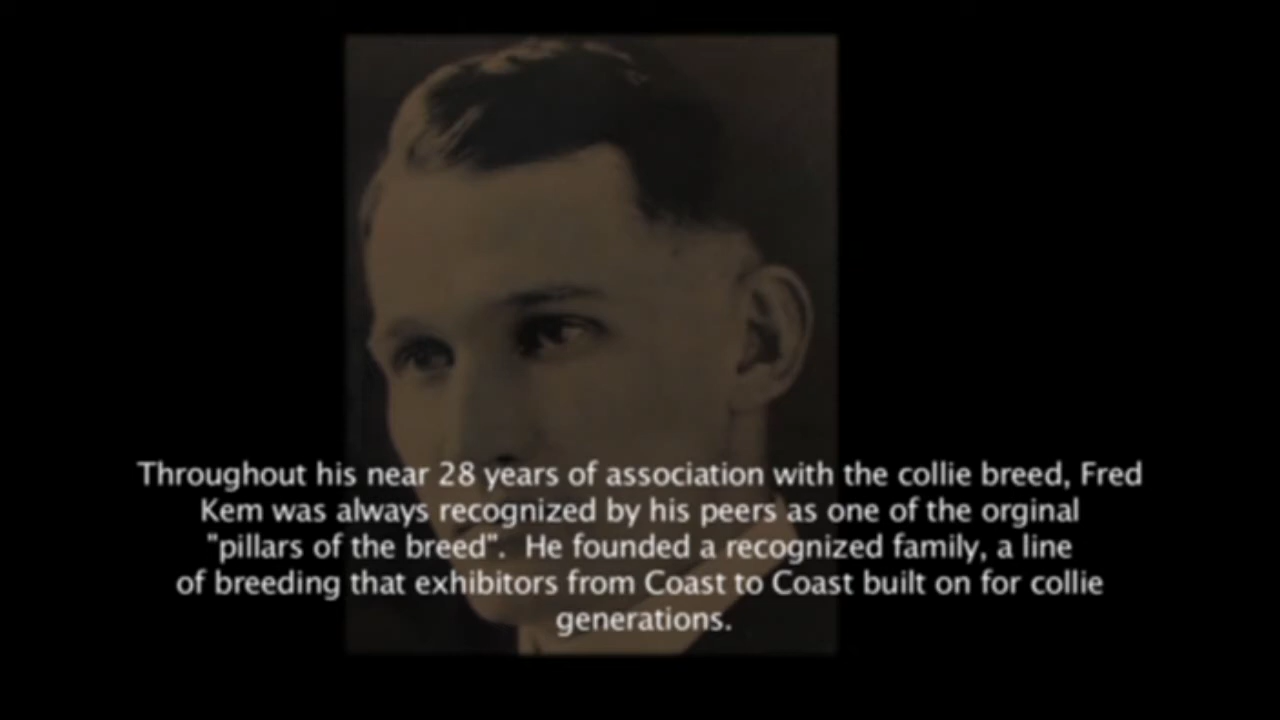 Throughout his near 28 years of association with the collie breed, Fred
Kem was always recognized by his peers as one of the orginal
"pillars of the breed".  He founded a recognized family, a line
of breeding that exhibitors from Coast to Coast built on for collie
generations.